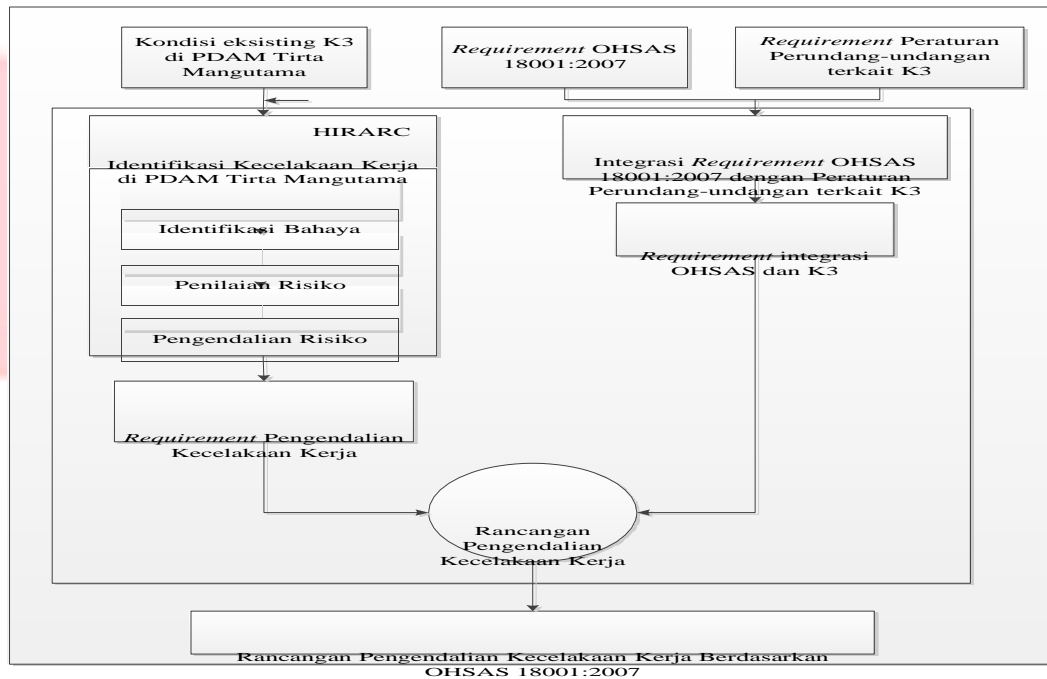 Kondisi eksisting K3
di PDAM Tirta
Mangutama
Requirement OHSAS
18001:2007
Requirement Peraturan
Perundang-undangan
terkait K3
HIRARC
Identifikasi Kecelakaan Kerja
di PDAM Tirta Mangutama
Identifikasi Bahaya
Penilaian Risiko
Pengendalian Risiko
Integrasi Requirement OHSAS
18001:2007 dengan Peraturan
Perundang-undangan terkait K3
Requirement integrasi
OHSAS dan K3
Requirement Pengendalian
Kecelakaan Kerja
Rancangan
Pengendalian
Kecelakaan Kerja
Rancangan Pengendalian Kecelakaan Kerja Berdasarkan
OHSAS 18001:2007